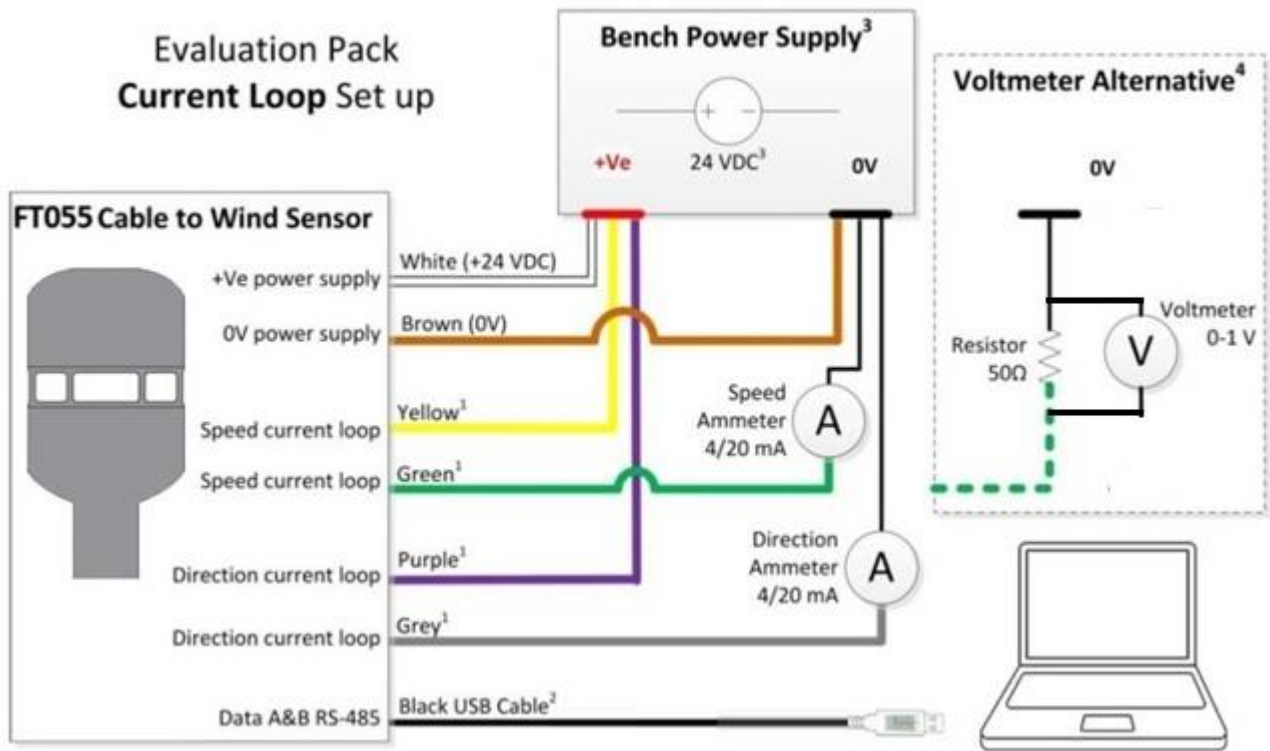 Evaluation Pack
Current Loop Set up
Bench Power Supply³
+ −
+Ve
24 VDC³
0V
Voltmeter Alternative⁴
0V
Resistor
50Ω
V
Voltmeter
0-1 V
FT055 Cable to Wind Sensor
+Ve power supply
White (+24 VDC)
0V power supply
Brown (0V)
Speed current loop
Yellow¹
Speed current loop
Green¹
Speed
Ammeter
4/20 mA
A
Direction current loop
Purple¹
Direction
Ammeter
4/20 mA
A
Direction current loop
Grey¹
Data A&B RS-485
Black USB Cable²